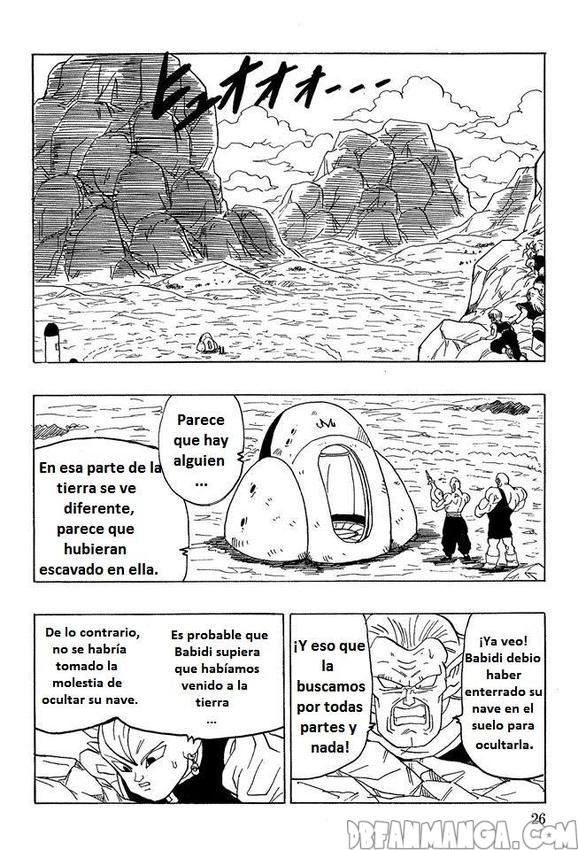 ヒュオオオ---
Parece
que hay
alguien
...
En esa parte de la
tierra se ve
diferente,
parece que
hubieran
escavado en ella.
¡Ya veo!
Babidi debio
haber
enterrado su
nave en el
suelo para
ocultarla.
¡Y eso que
la
buscamos
por todas
partes y
nada!
Es probable que
Babidi supiera
que habíamos
venido a la
tierra
...
De lo contrario,
no se habría
tomado la
molestia de
ocultar su nave.
26
DBFANMANGA.COM